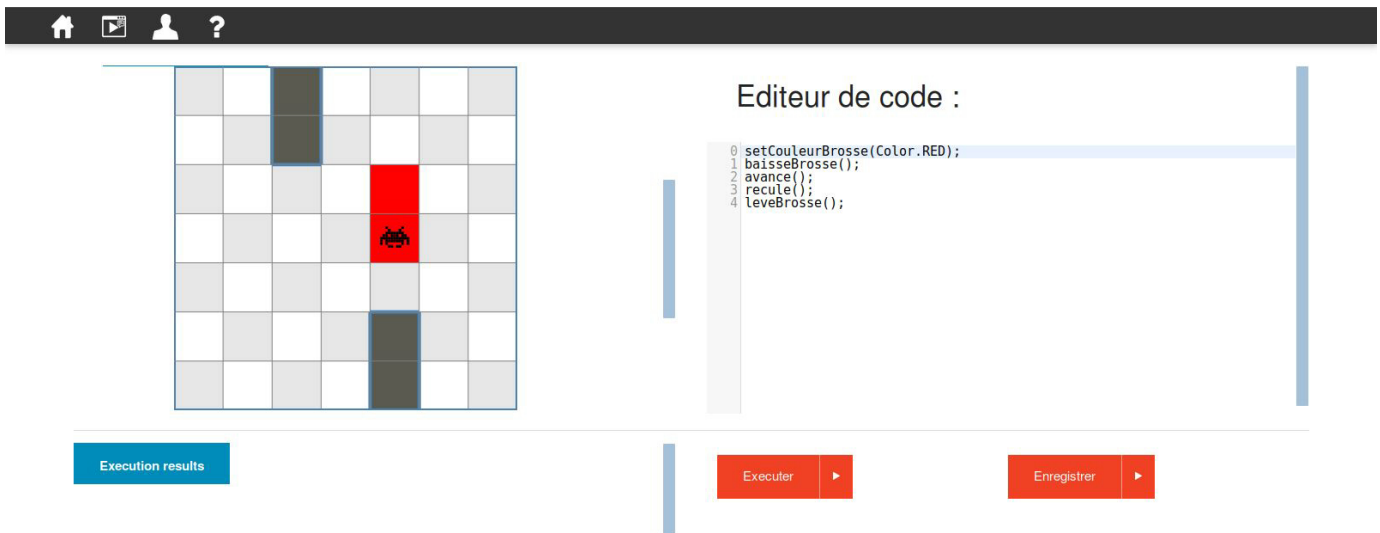 ?
Editeur de code :
0 setCouleurBrosse(Color.RED);
1 baisseBrosse();
2 avance();
3 recule();
4 leveBrosse();
Execution results
Executer
Enregistrer